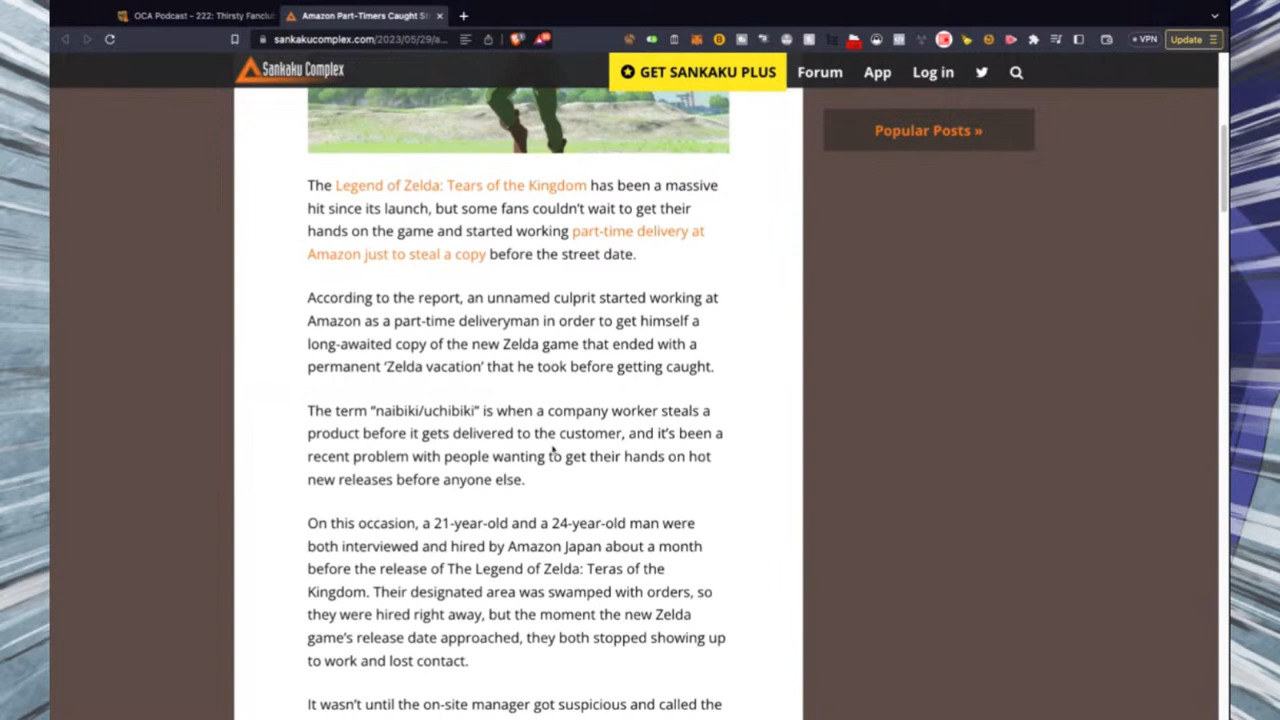 OCA Podcast - 222: Thirsty Fanclu
Amazon Part-Timers Caught St
sankakucomplex.com/2023/05/29/a...
VPN
Update
Sankaku Complex
GET SANKAKU PLUS
Forum
App
Log in
Popular Posts »
The Legend of Zelda: Tears of the Kingdom has been a massive
hit since its launch, but some fans couldn't wait to get their
hands on the game and started working part-time delivery at
Amazon just to steal a copy before the street date.
According to the report, an unnamed culprit started working at
Amazon as a part-time deliveryman in order to get himself a
long-awaited copy of the new Zelda game that ended with a
permanent ‘Zelda vacation’ that he took before getting caught.
The term “naibiki/uchibiki” is when a company worker steals a
product before it gets delivered to the customer, and it's been a
recent problem with people wanting to get their hands on hot
new releases before anyone else.
On this occasion, a 21-year-old and a 24-year-old man were
both interviewed and hired by Amazon Japan about a month
before the release of The Legend of Zelda: Teras of the
Kingdom. Their designated area was swamped with orders, so
they were hired right away, but the moment the new Zelda
game's release date approached, they both stopped showing up
to work and lost contact.
It wasn't until the on-site manager got suspicious and called the